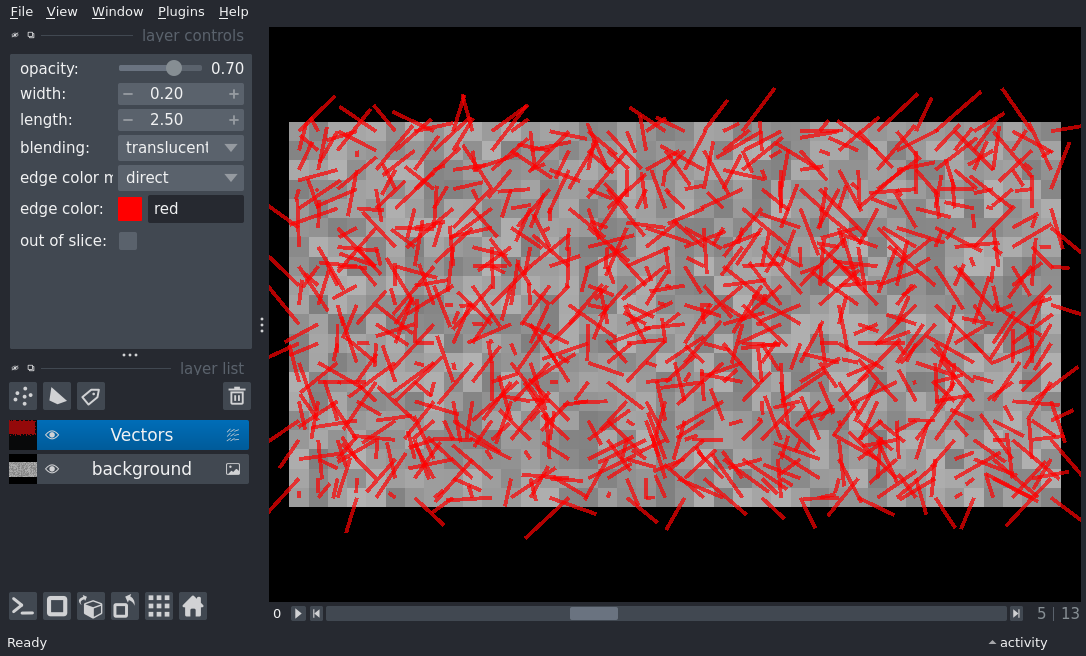 File View Window Plugins Help
layer controls
opacity: 0.70
width: 0.20
length: 2.50
blending: translucent
edge color m direct
edge color: red
out of slice:
layer list
Vectors
background
0 5 | 13
Ready activity